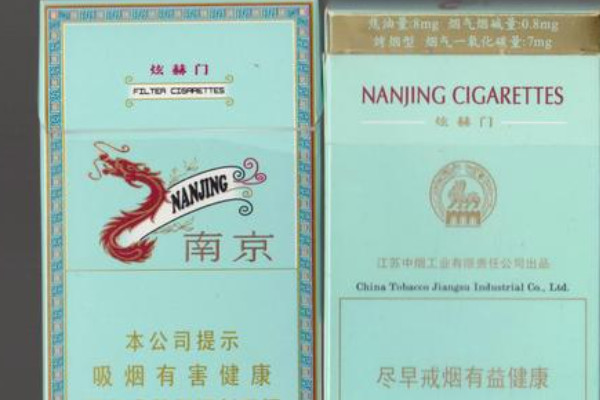 炫赫门
FILTER CIGARETTES
NANJING
南京
本公司提示
吸烟有害健康
焦油量:8mg 烟气烟碱量:0.8mg
烤烟型 烟气一氧化碳量:7mg
NANJING CIGARETTES
炫赫门
江苏中烟工业有限责任公司出品
China Tobacco Jiangsu Industrial Co., Ltd.
尽早戒烟有益健康